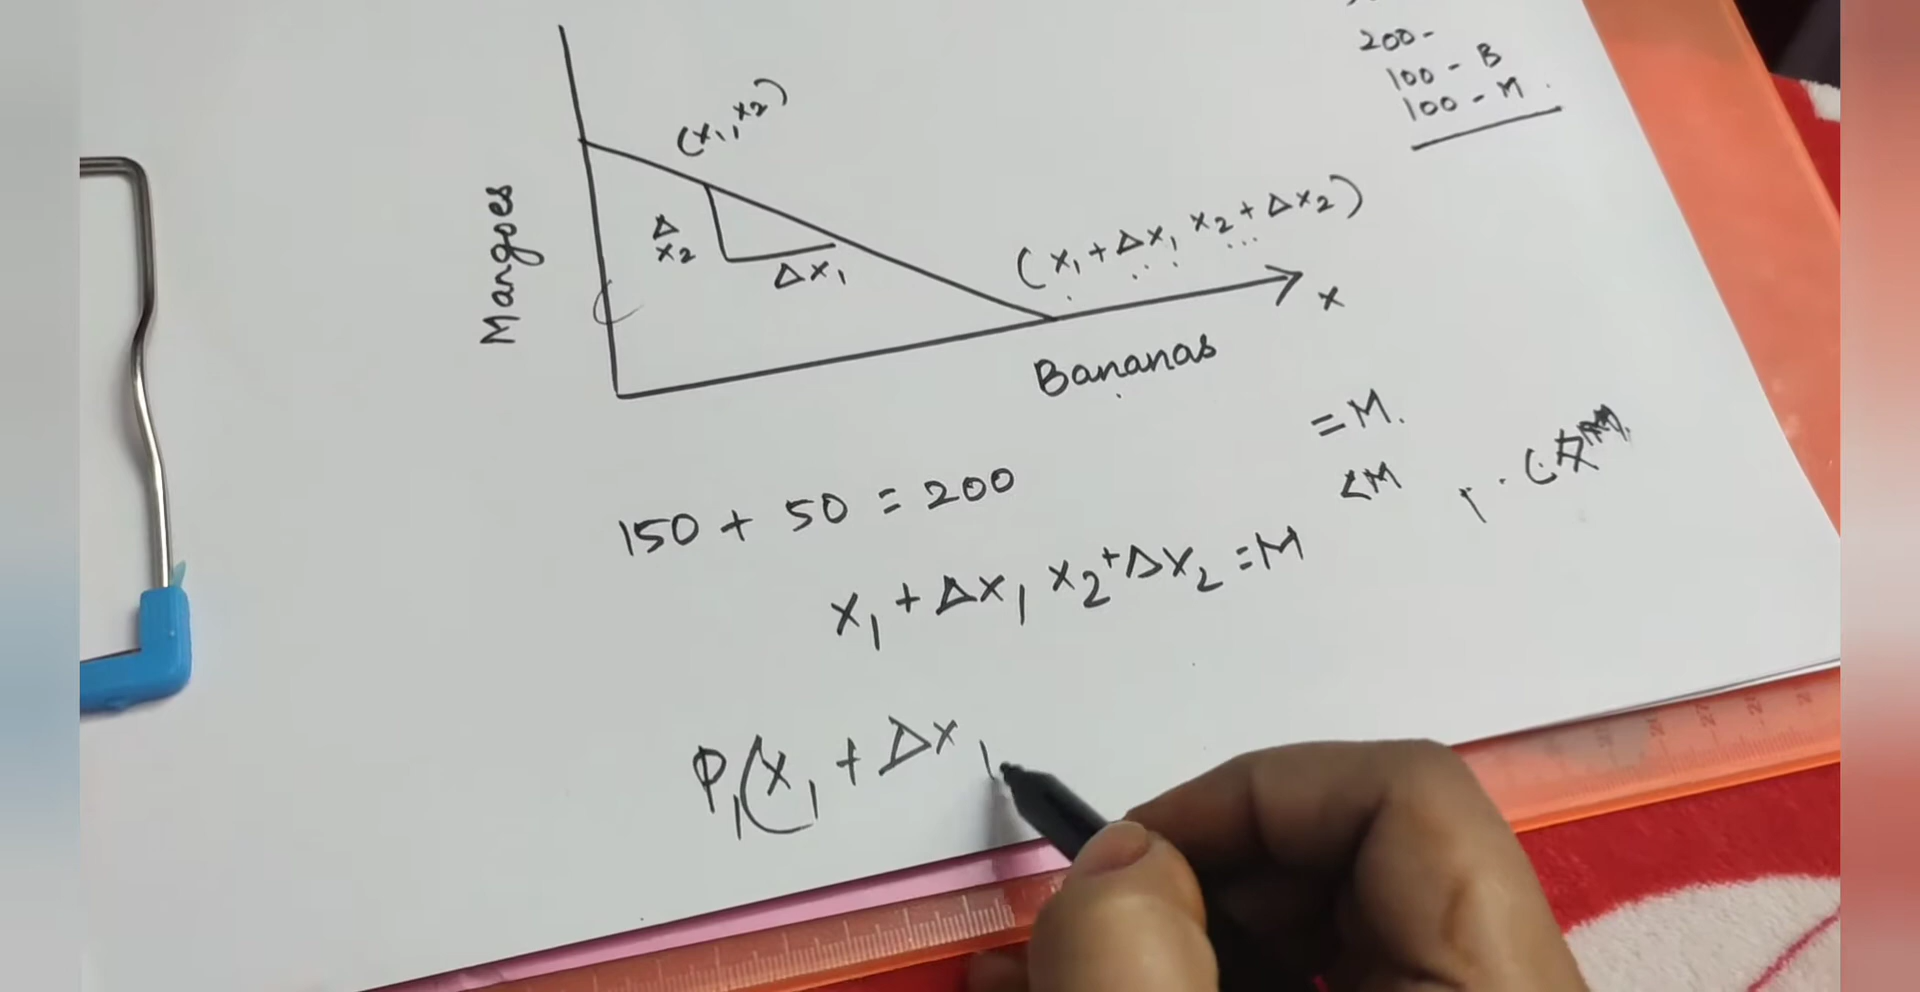 200-
100 - B
100 - M.
(x₁, x₂)
Mangoes
Δ
x₂
Δx₁
(x₁ + Δx₁ x₂ + Δx₂)
x
Bananas
= M.
<M
150 + 50 = 200
x₁ + Δx₁ x₂ + Δx₂ = M
P₁(x₁ + Δx₁